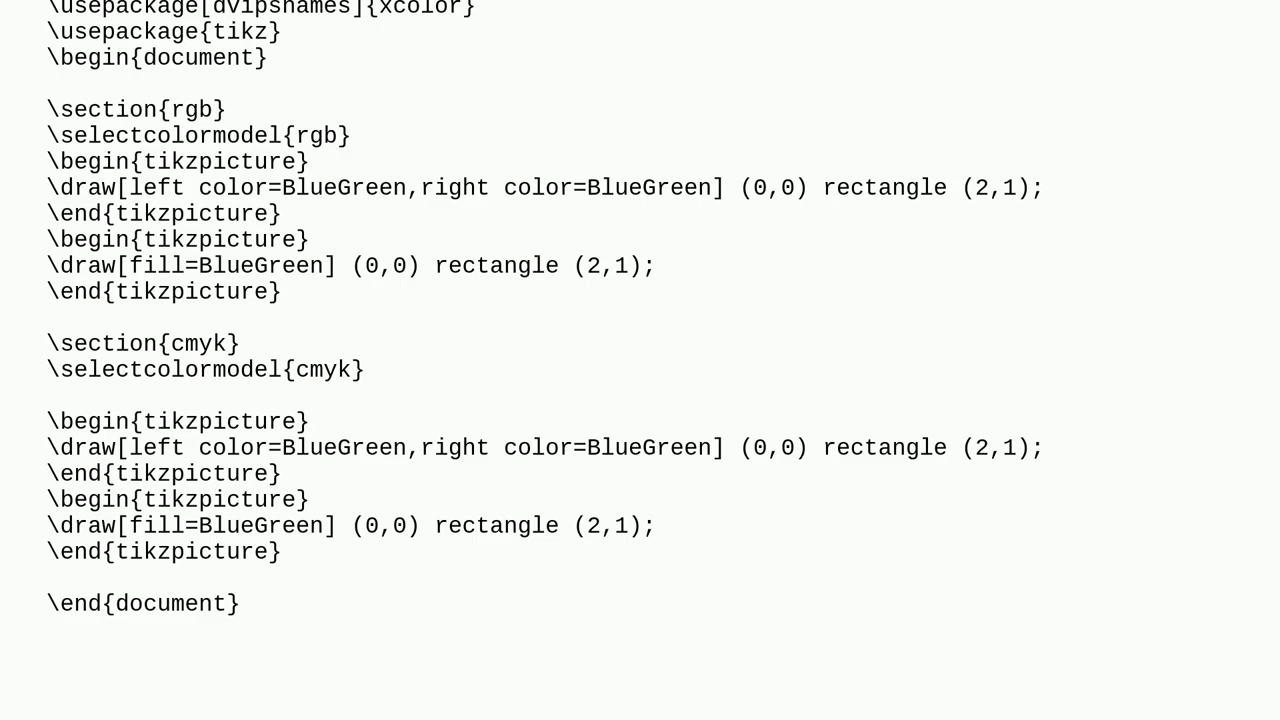 \usepackage[dvipsnames]{xcolor}
\usepackage{tikz}
\begin{document}
\section{rgb}
\selectcolormodel{rgb}
\begin{tikzpicture}
\draw[left color=BlueGreen,right color=BlueGreen] (0,0) rectangle (2,1);
\end{tikzpicture}
\begin{tikzpicture}
\draw[fill=BlueGreen] (0,0) rectangle (2,1);
\end{tikzpicture}
\section{cmyk}
\selectcolormodel{cmyk}
\begin{tikzpicture}
\draw[left color=BlueGreen,right color=BlueGreen] (0,0) rectangle (2,1);
\end{tikzpicture}
\begin{tikzpicture}
\draw[fill=BlueGreen] (0,0) rectangle (2,1);
\end{tikzpicture}
\end{document}